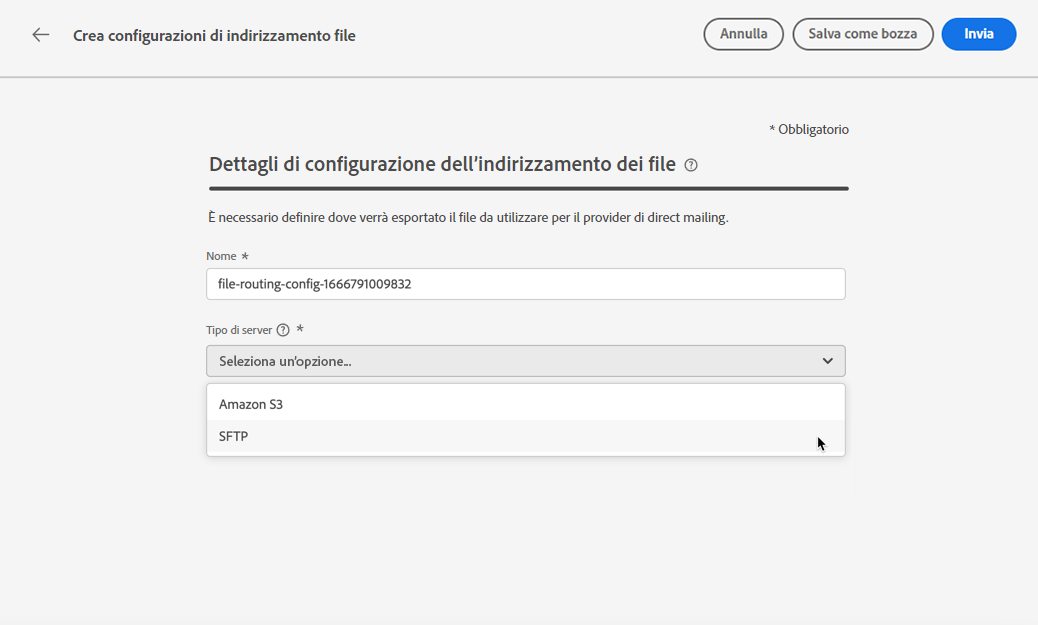 Crea configurazioni di indirizzamento file
Annulla
Salva come bozza
Invia
* Obbligatorio
Dettagli di configurazione dell'indirizzamento dei file
È necessario definire dove verrà esportato il file da utilizzare per il provider di direct mailing.
Nome *
file-routing-config-1666791009832
Tipo di server *
Seleziona un'opzione...
Amazon S3
SFTP